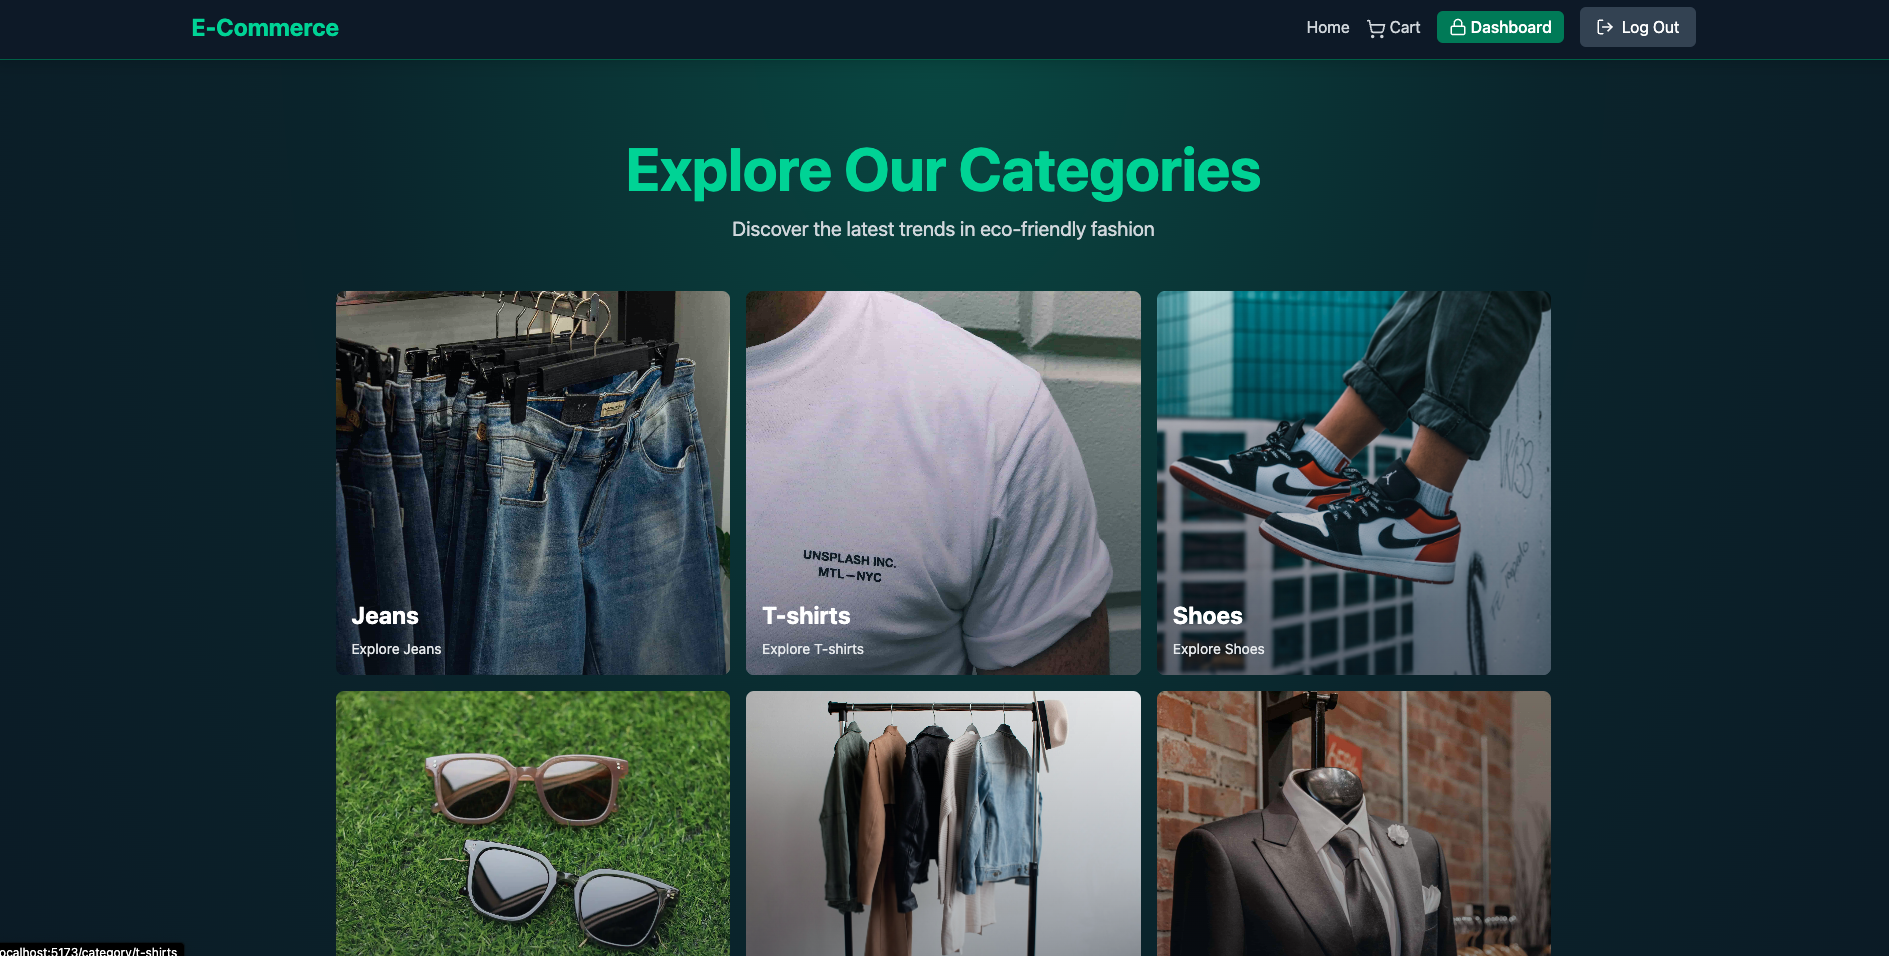 E-Commerce
Home
Cart
Dashboard
Log Out
Explore Our Categories
Discover the latest trends in eco-friendly fashion
UNSPLASH INC.
MTL—NYC
Jeans
Explore Jeans
T-shirts
Explore T-shirts
Shoes
Explore Shoes
ocalhost:5173/category/t-shirts